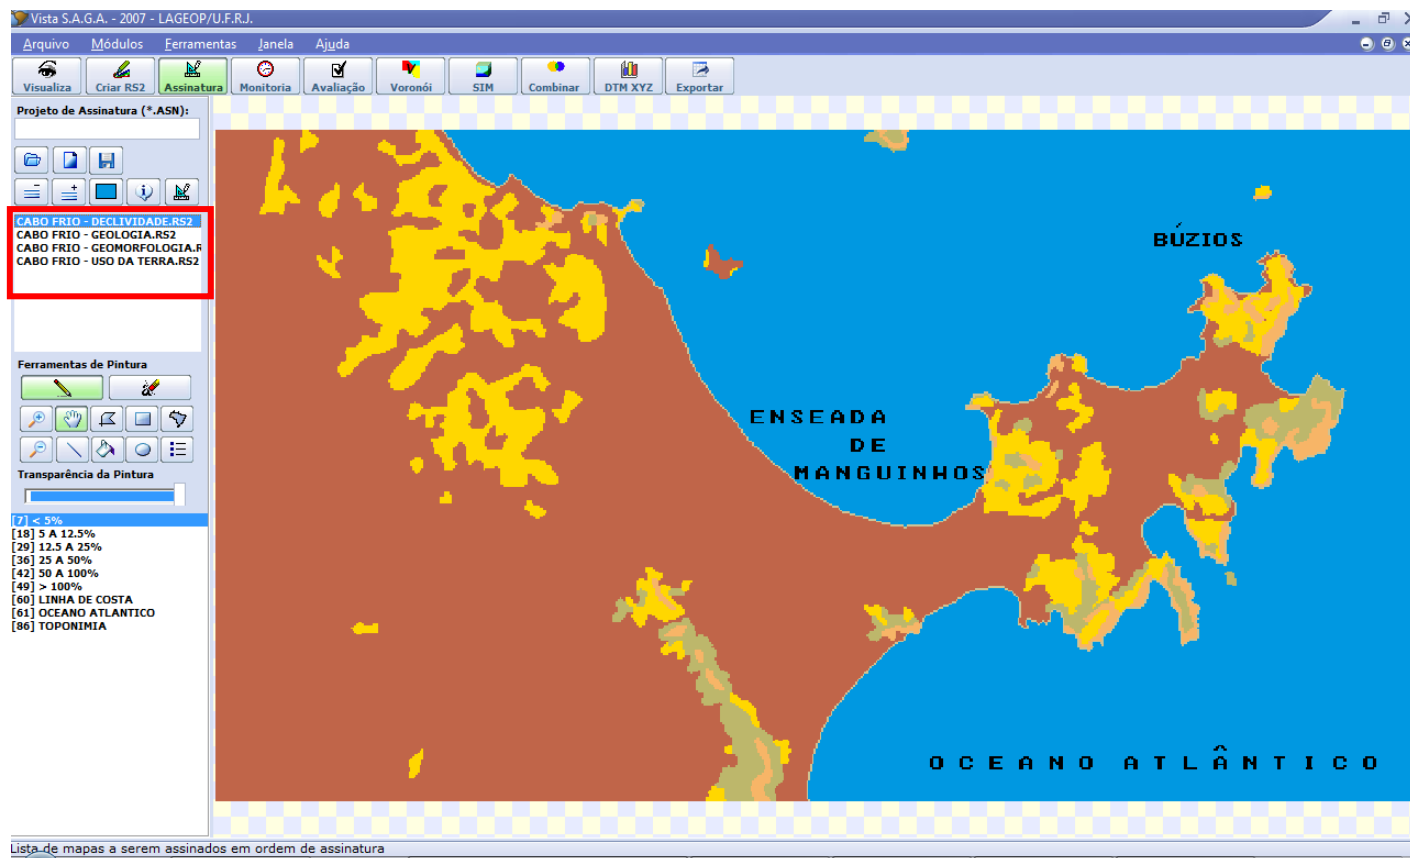 Vista S.A.G.A. - 2007 - LAGEOP/U.F.R.J.
Arquivo Módulos Ferramentas Janela Ajuda
Visualiza Criar RS2 Assinatura Monitoria Avaliação Voronói SIM Combinar DTM XYZ Exportar
Projeto de Assinatura (*.ASN):
CABO FRIO - DECLIVIDADE.RS2
CABO FRIO - GEOLOGIA.RS2
CABO FRIO - GEOMORFOLOGIA.R
CABO FRIO - USO DA TERRA.RS2
Ferramentas de Pintura
Transparência da Pintura
[7] < 5%
[18] 5 A 12.5%
[29] 12.5 A 25%
[36] 25 A 50%
[42] 50 A 100%
[49] > 100%
[60] LINHA DE COSTA
[61] OCEANO ATLANTICO
[86] TOPONIMIA
BÚZIOS
ENSEADA
DE
MANGUINHOS
OCEANO ATLÂNTICO
Lista de mapas a serem assinados em ordem de assinatura